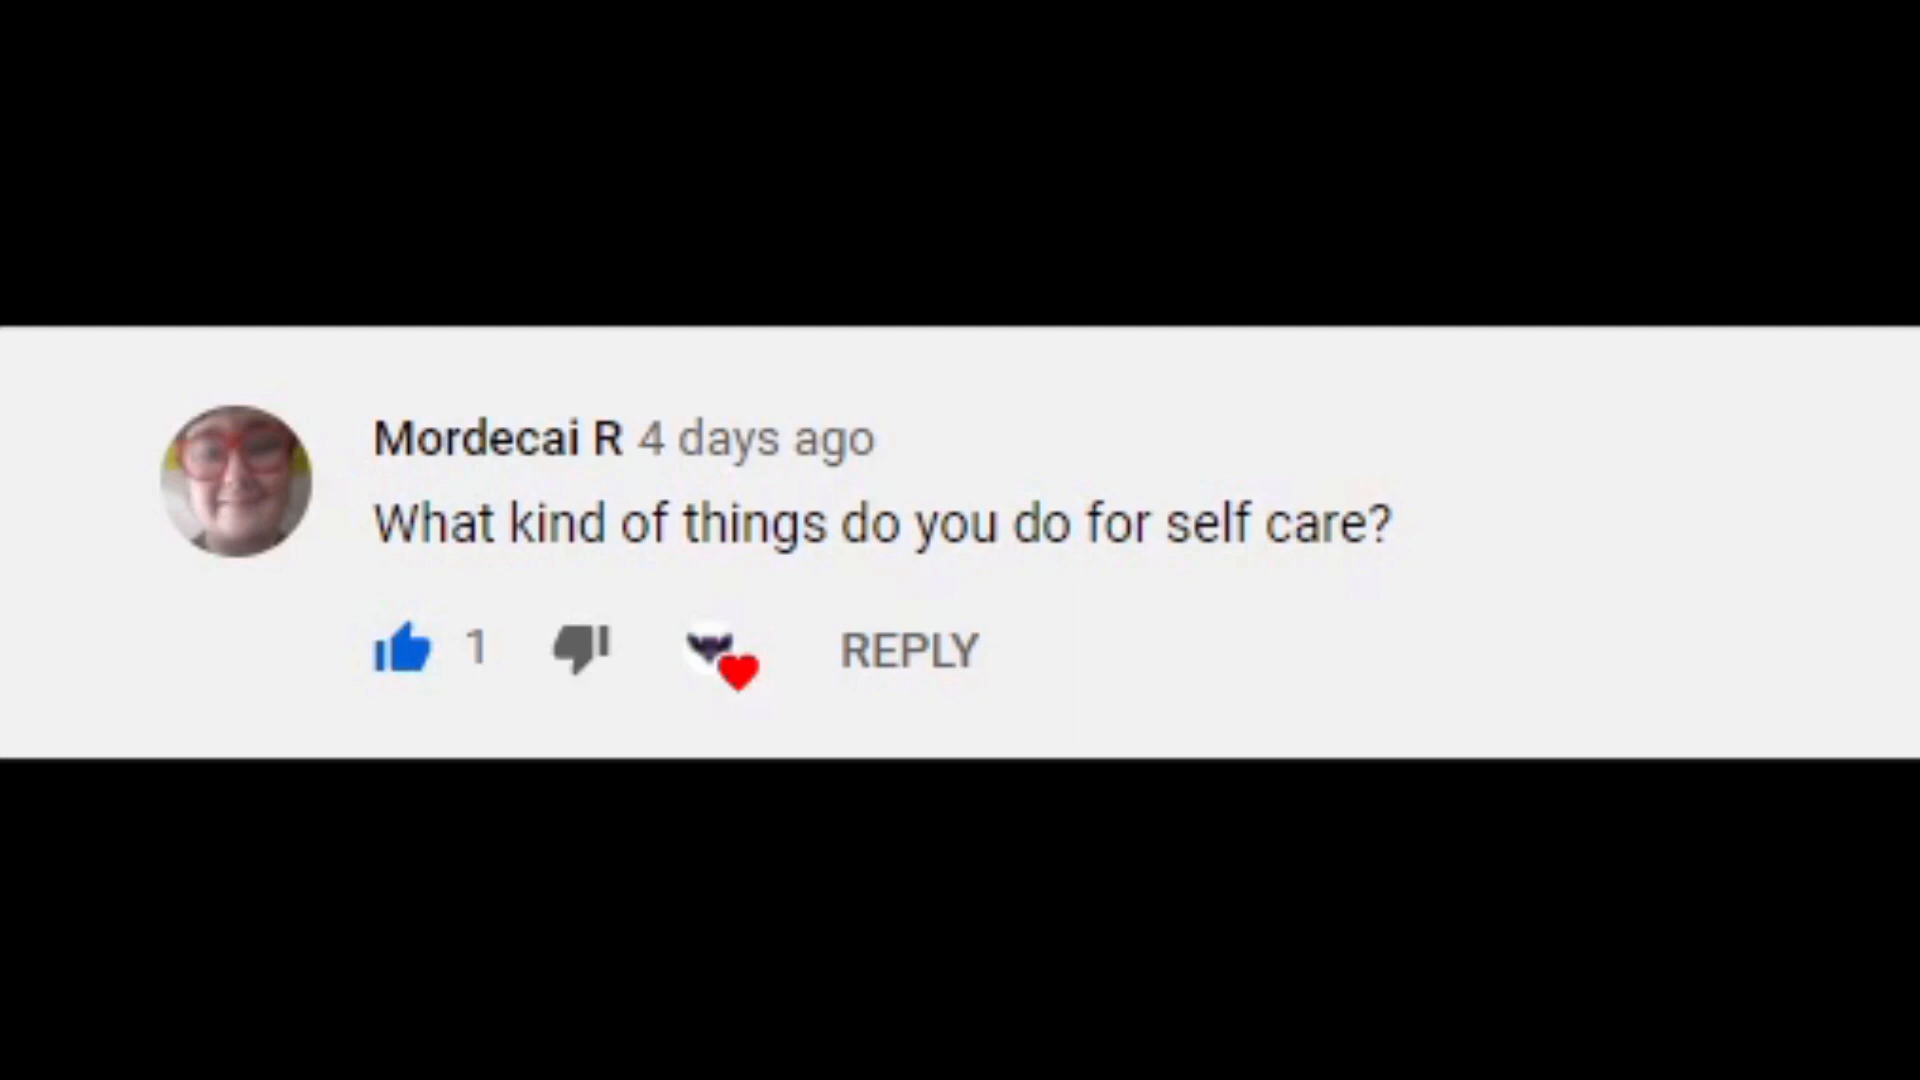 Mordecai R 4 days ago
What kind of things do you do for self care?
1 REPLY